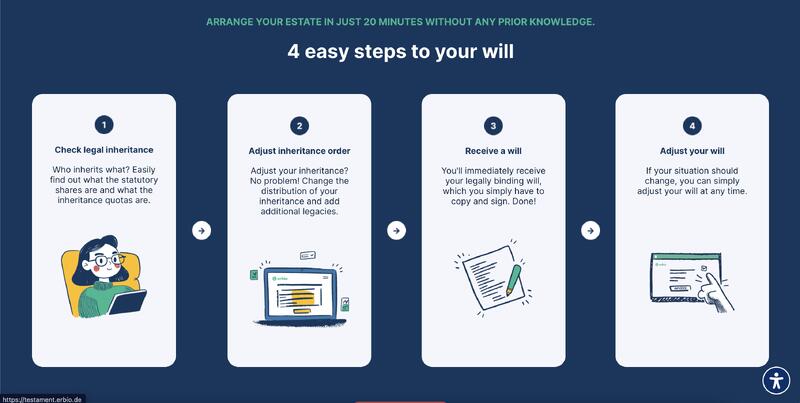 ARRANGE YOUR ESTATE IN JUST 20 MINUTES WITHOUT ANY PRIOR KNOWLEDGE.
4 easy steps to your will
1
Check legal inheritance
Who inherits what? Easily
find out what the statutory
shares are and what the
inheritance quotas are.
2
Adjust inheritance order
Adjust your inheritance?
No problem! Change the
distribution of your
inheritance and add
additional legacies.
3
Receive a will
You'll immediately receive
your legally binding will,
which you simply have to
copy and sign. Done!
4
Adjust your will
If your situation should
change, you can simply
adjust your will at any time.
https://testament.erbio.de